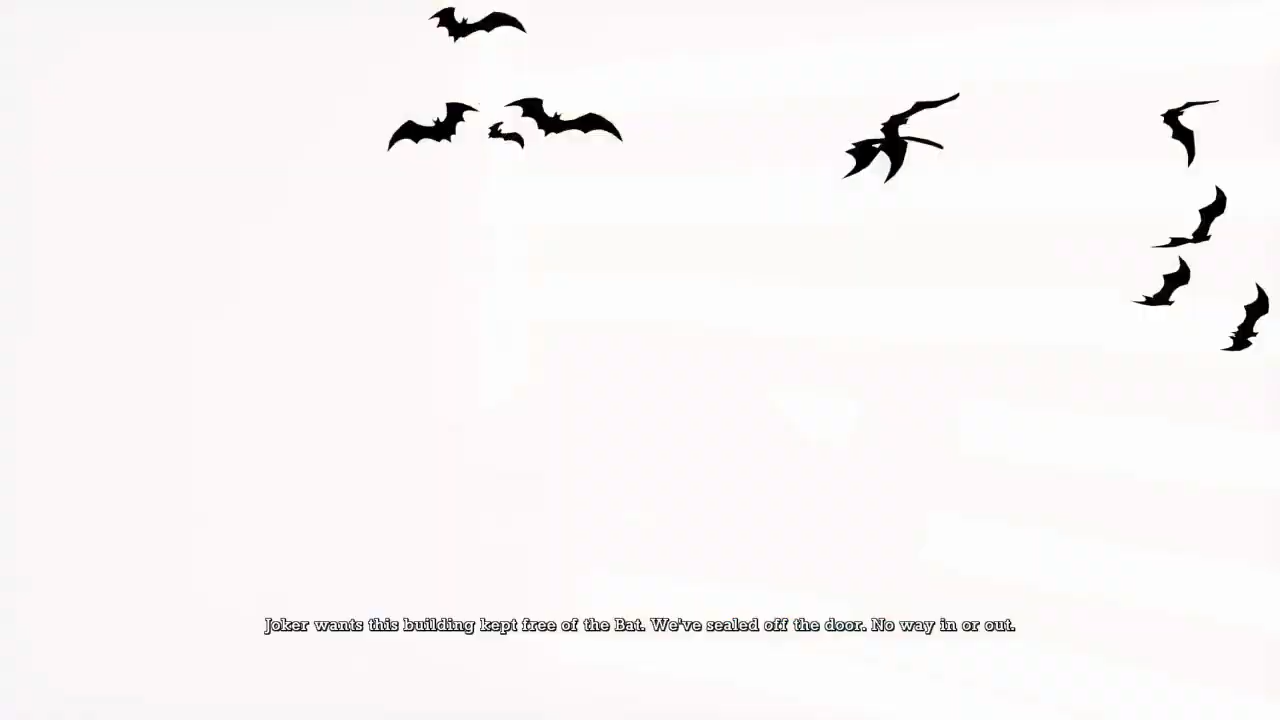 Joker wants this building kept free of the Bat. We've sealed off the door. No way in or out.